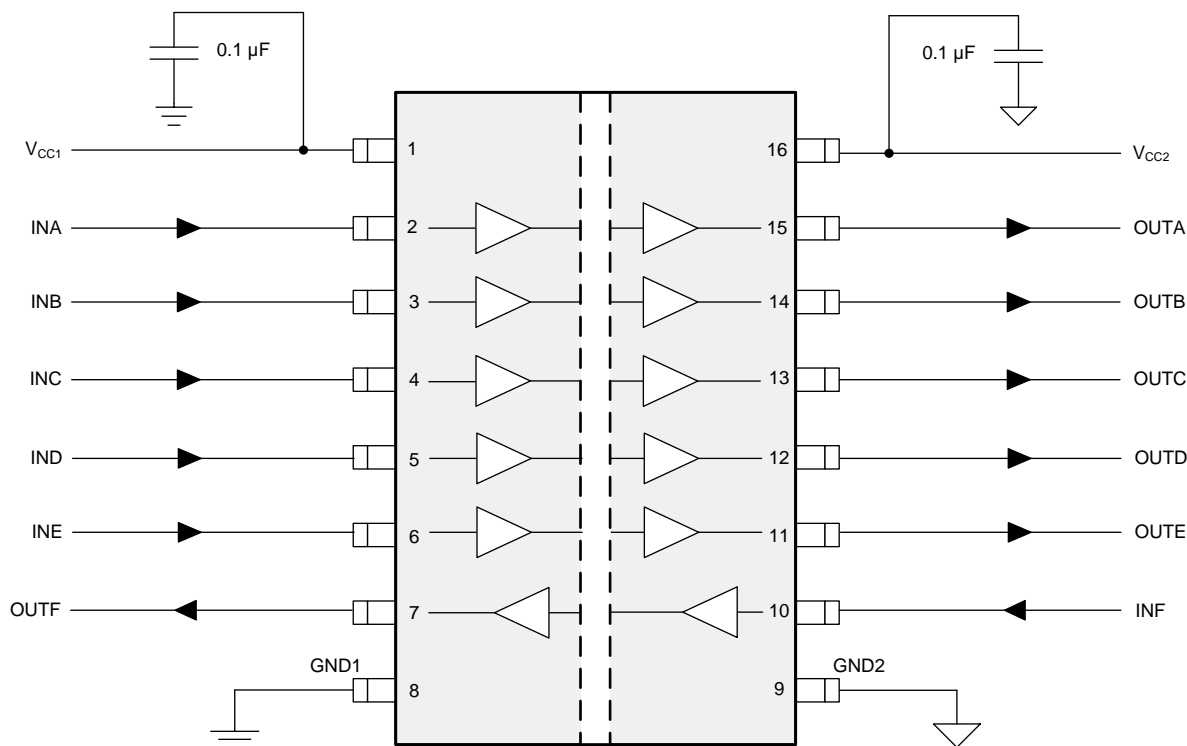 0.1 µF 0.1 µF
VCC1 1 16 VCC2
INA 2 15 OUTA
INB 3 14 OUTB
INC 4 13 OUTC
IND 5 12 OUTD
INE 6 11 OUTE
OUTF 7 10 INF
GND1 GND2
8 9